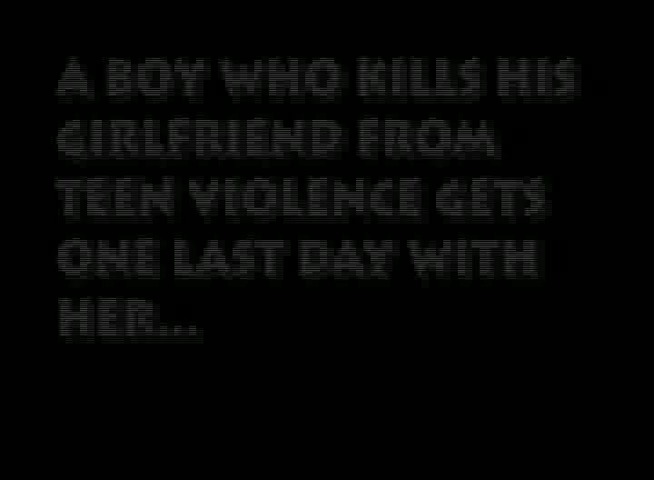 A BOY WHO KILLS HIS
GIRLFRIEND FROM
TEEN VIOLENCE GETS
ONE LAST DAY WITH
HER...